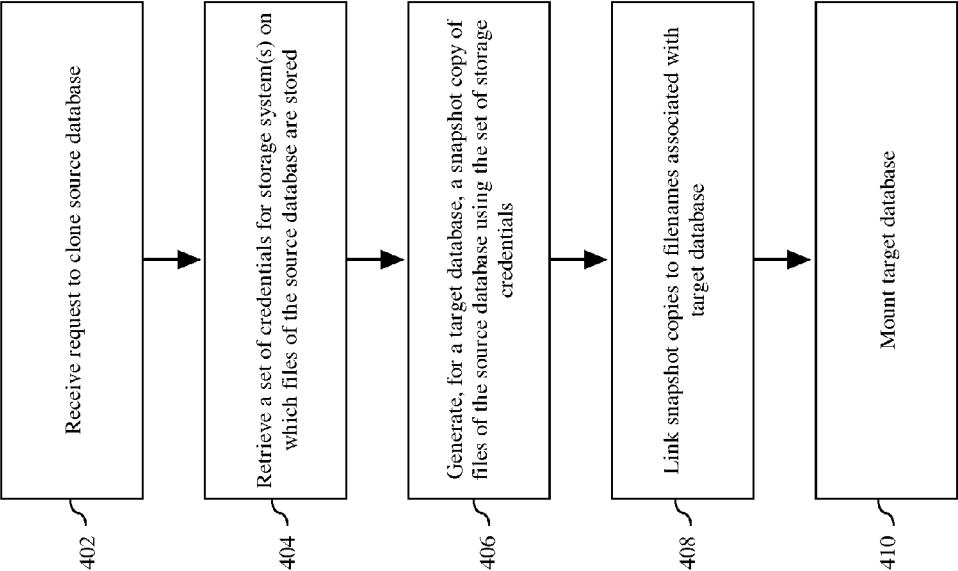 Receive request to clone source database
402
Retrieve a set of credentials for storage system(s) on
which files of the source database are stored
404
Generate, for a target database, a snapshot copy of
files of the source database using the set of storage
credentials
406
Link snapshot copies to filenames associated with
target database
408
Mount target database
410